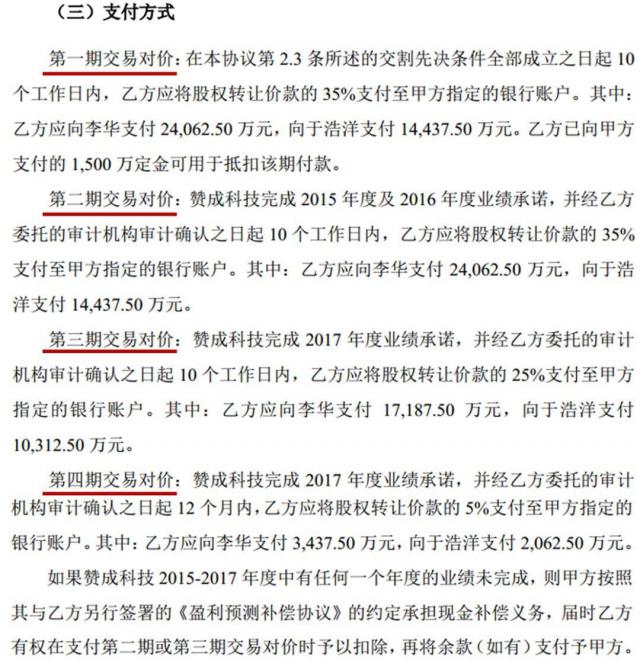 （三）支付方式
第一期交易对价：在本协议第 2.3 条所述的交割先决条件全部成立之日起 10
个工作日内，乙方应将股权转让价款的 35%支付至甲方指定的银行账户。其中：
乙方应向李华支付 24,062.50 万元，向于浩洋支付 14,437.50 万元。乙方已向甲方
支付的 1,500 万定金可用于抵扣该期付款。
第二期交易对价：赞成科技完成 2015 年度及 2016 年度业绩承诺，并经乙方
委托的审计机构审计确认之日起 10 个工作日内，乙方应将股权转让价款的 35%
支付至甲方指定的银行账户。其中：乙方应向李华支付 24,062.50 万元，向于浩
洋支付 14,437.50 万元。
第三期交易对价：赞成科技完成 2017 年度业绩承诺，并经乙方委托的审计
机构审计确认之日起 10 个工作日内，乙方应将股权转让价款的 25%支付至甲方
指定的银行账户。其中：乙方应向李华支付 17,187.50 万元，向于浩洋支付
10,312.50 万元。
第四期交易对价：赞成科技完成 2017 年度业绩承诺，并经乙方委托的审计
机构审计确认之日起 12 个月内，乙方应将股权转让价款的 5%支付至甲方指定的
银行账户。其中：乙方应向李华支付 3,437.50 万元，向于浩洋支付 2,062.50 万元。
如果赞成科技 2015-2017 年度中有任何一个年度的业绩未完成，则甲方按照
其与乙方另行签署的《盈利预测补偿协议》的约定承担现金补偿义务，届时乙方
有权在支付第二期或第三期交易对价时予以扣除，再将余款（如有）支付予甲方。